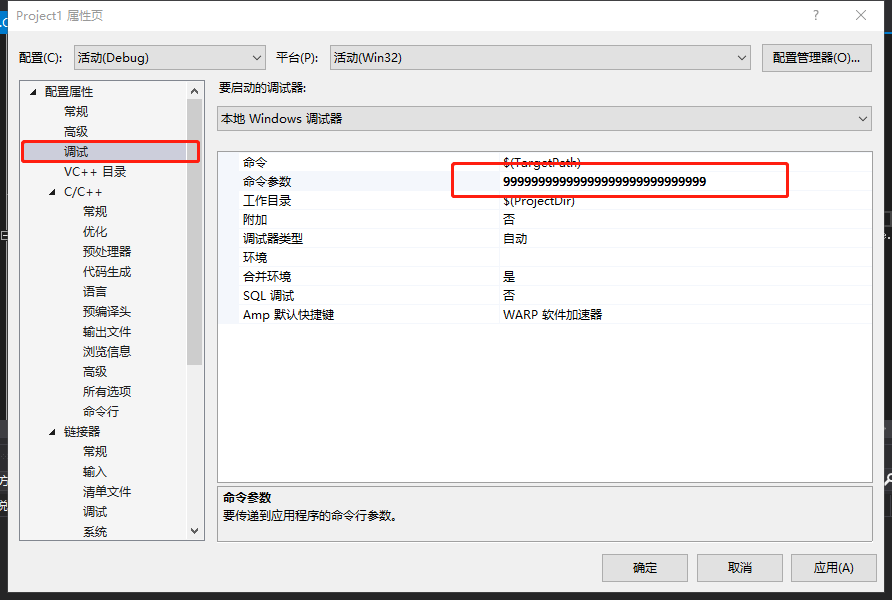 Project1 属性页
配置(C): 活动(Debug) 平台(P): 活动(Win32) 配置管理器(O)...
配置属性
常规
高级
调试
VC++ 目录
C/C++
常规
优化
预处理器
代码生成
语言
预编译头
输出文件
浏览信息
高级
所有选项
命令行
链接器
常规
输入
清单文件
调试
系统
要启动的调试器:
本地 Windows 调试器
命令 $(TargetPath)
命令参数 99999999999999999999999999999
工作目录 $(ProjectDir)
附加 否
调试器类型 自动
环境
合并环境 是
SQL 调试 否
Amp 默认快捷键 WARP 软件加速器
命令参数
要传递到应用程序的命令行参数。
确定 取消 应用(A)